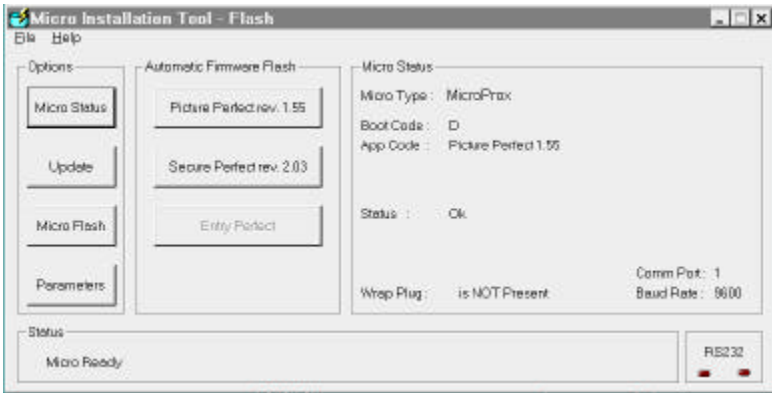 Micro Installation Tool - Flash
File Help
Options
Micro Status
Update
Micro Flash
Parameters
Automatic Firmware Flash
Picture Perfect rev. 1.55
Secure Perfect rev. 2.03
Entry Perfect
Micro Status
Micro Type : MicroProx
Boot Code : D
App Code : Picture Perfect 1.55
Status : Ok
Wrap Plug : is NOT Present
Comm Port : 1
Baud Rate : 9600
Status
Micro Ready
RS232